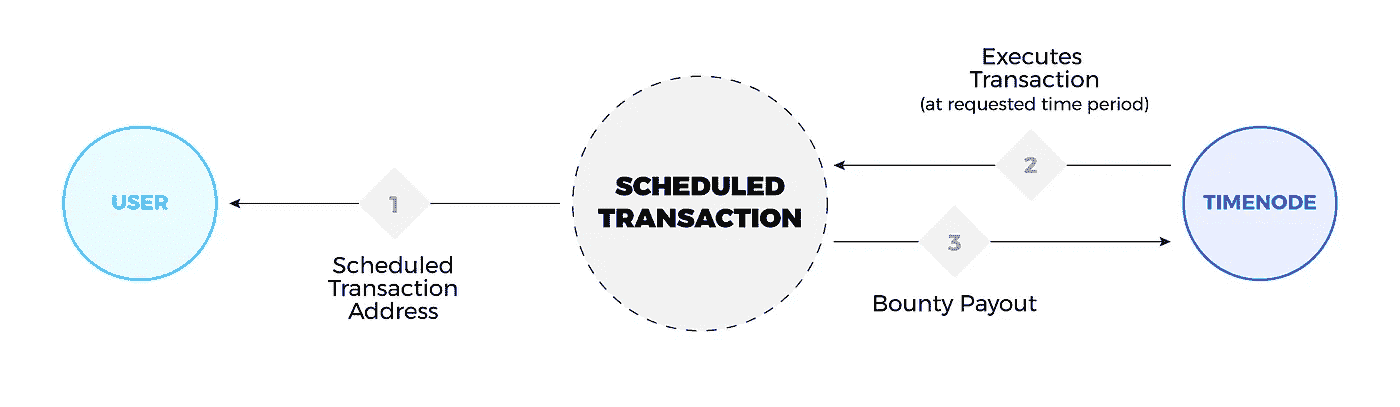 Executes
Transaction
(at requested time period)
2
USER
1
SCHEDULED
TRANSACTION
TIMENODE
3
Scheduled
Transaction
Address
Bounty Payout